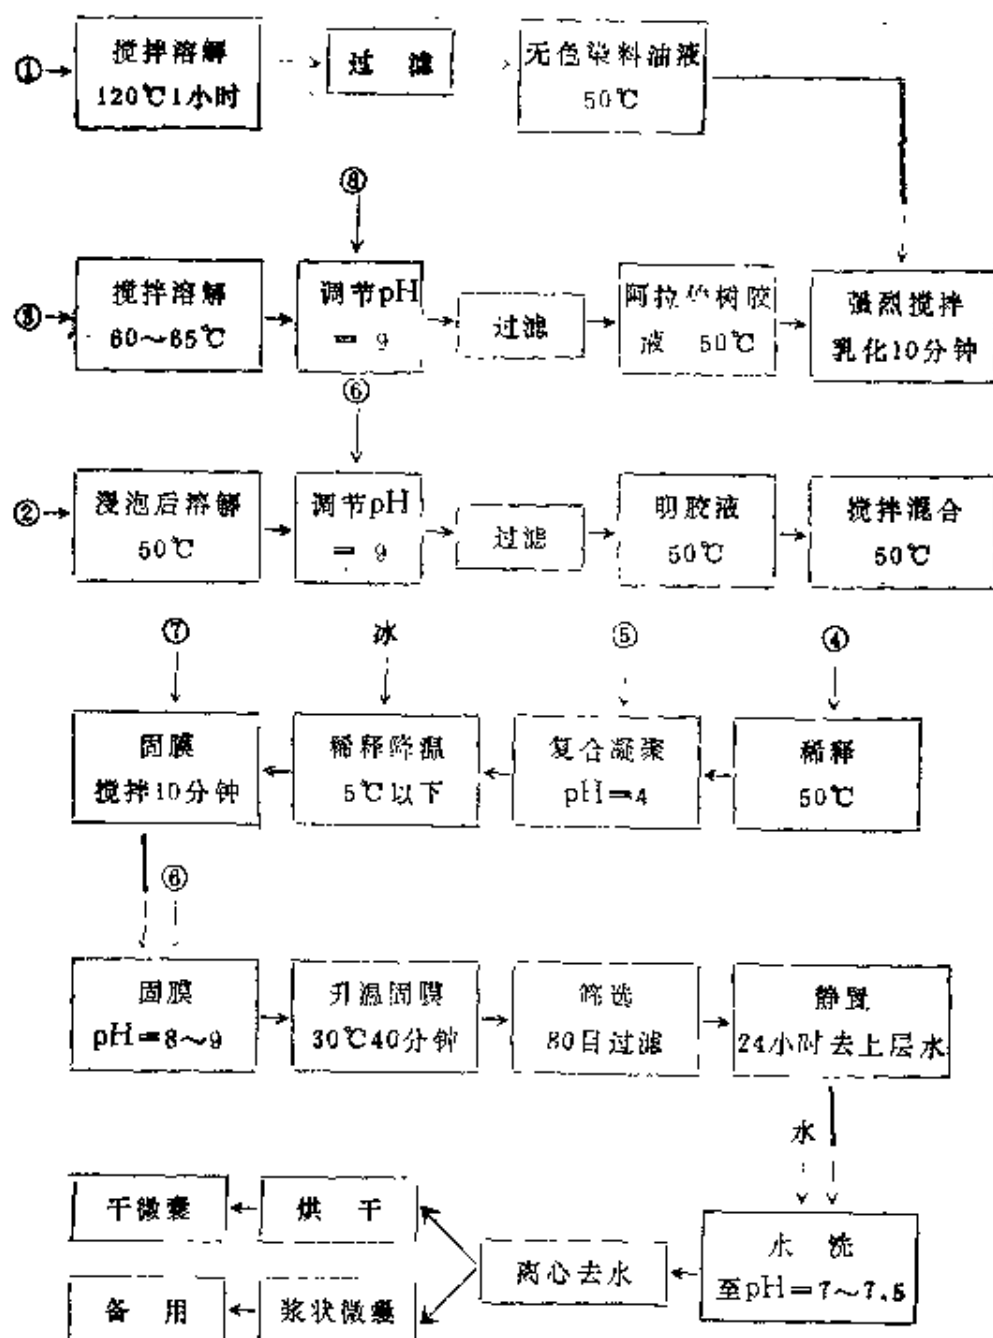 ①
搅拌溶解
120℃1小时
过 滤
无色染料油液
50℃
⑧
③
搅拌溶解
60~65℃
调节pH
= 9
过滤
阿拉伯树胶
液 50℃
强烈搅拌
乳化10分钟
⑥
②
浸泡后溶解
50℃
调节pH
= 9
过滤
明胶液
50℃
搅拌混合
50℃
⑦
冰
⑤
④
固膜
搅拌10分钟
稀释降温
5℃以下
复合凝聚
pH=4
稀释
50℃
⑥
固膜
pH=8~9
升温固膜
30℃40分钟
筛选
80目过滤
静置
24小时去上层水
水
干微囊
烘 干
离心去水
水 洗
至pH=7~7.5
备 用
浆状微囊